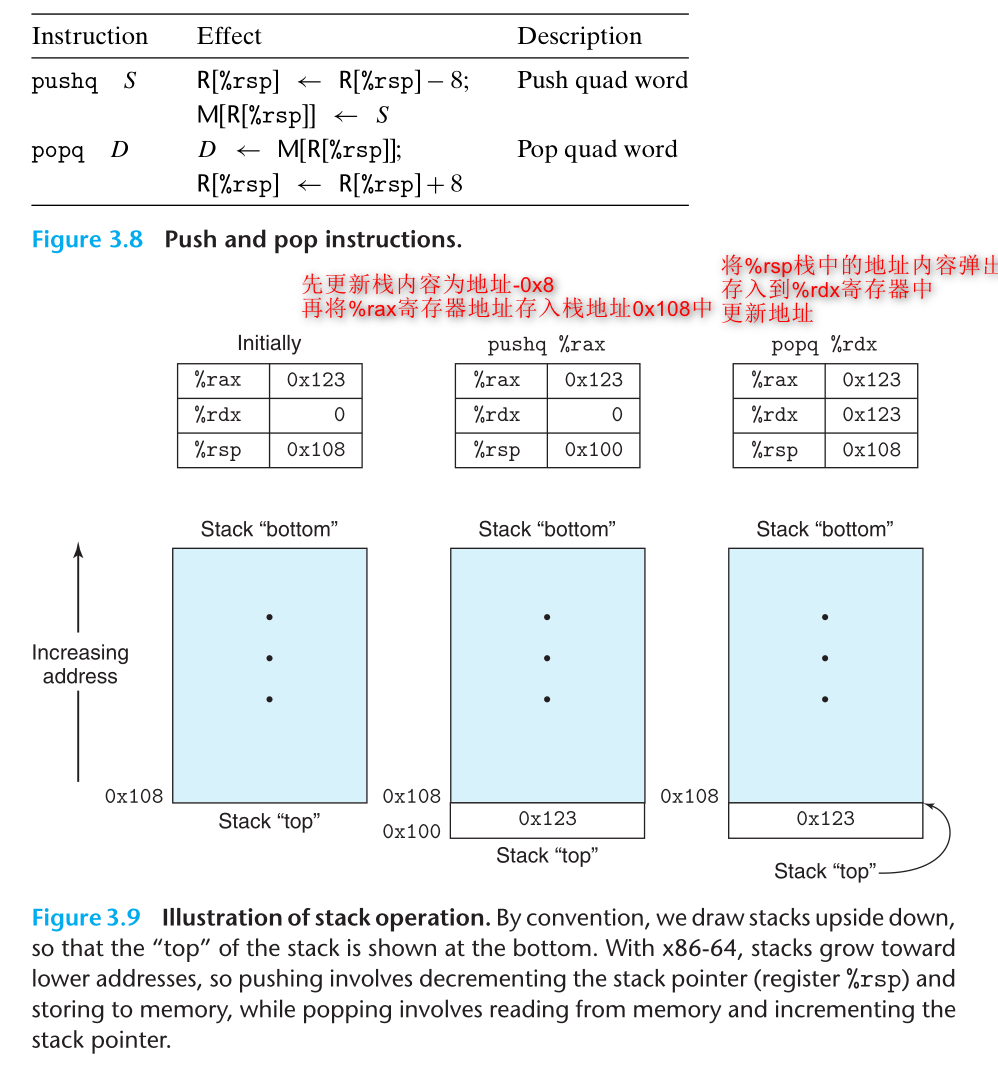 Instruction Effect Description
pushq S R[%rsp] ← R[%rsp] − 8; Push quad word
M[R[%rsp]] ← S
popq D D ← M[R[%rsp]]; Pop quad word
R[%rsp] ← R[%rsp] + 8
Figure 3.8 Push and pop instructions.
先更新栈内容为地址-0x8
再将%rax寄存器地址存入栈地址0x108中
将%rsp栈中的地址内容弹出
存入到%rdx寄存器中
更新地址
Initially
%rax 0x123
%rdx 0
%rsp 0x108
pushq %rax
%rax 0x123
%rdx 0
%rsp 0x100
popq %rdx
%rax 0x123
%rdx 0x123
%rsp 0x108
Stack “bottom”
Stack “bottom”
Stack “bottom”
Increasing
address
0x108
Stack “top”
0x108
0x123
0x100
Stack “top”
0x108
0x123
Stack “top”
Figure 3.9 Illustration of stack operation. By convention, we draw stacks upside down,
so that the “top” of the stack is shown at the bottom. With x86-64, stacks grow toward
lower addresses, so pushing involves decrementing the stack pointer (register %rsp) and
storing to memory, while popping involves reading from memory and incrementing the
stack pointer.